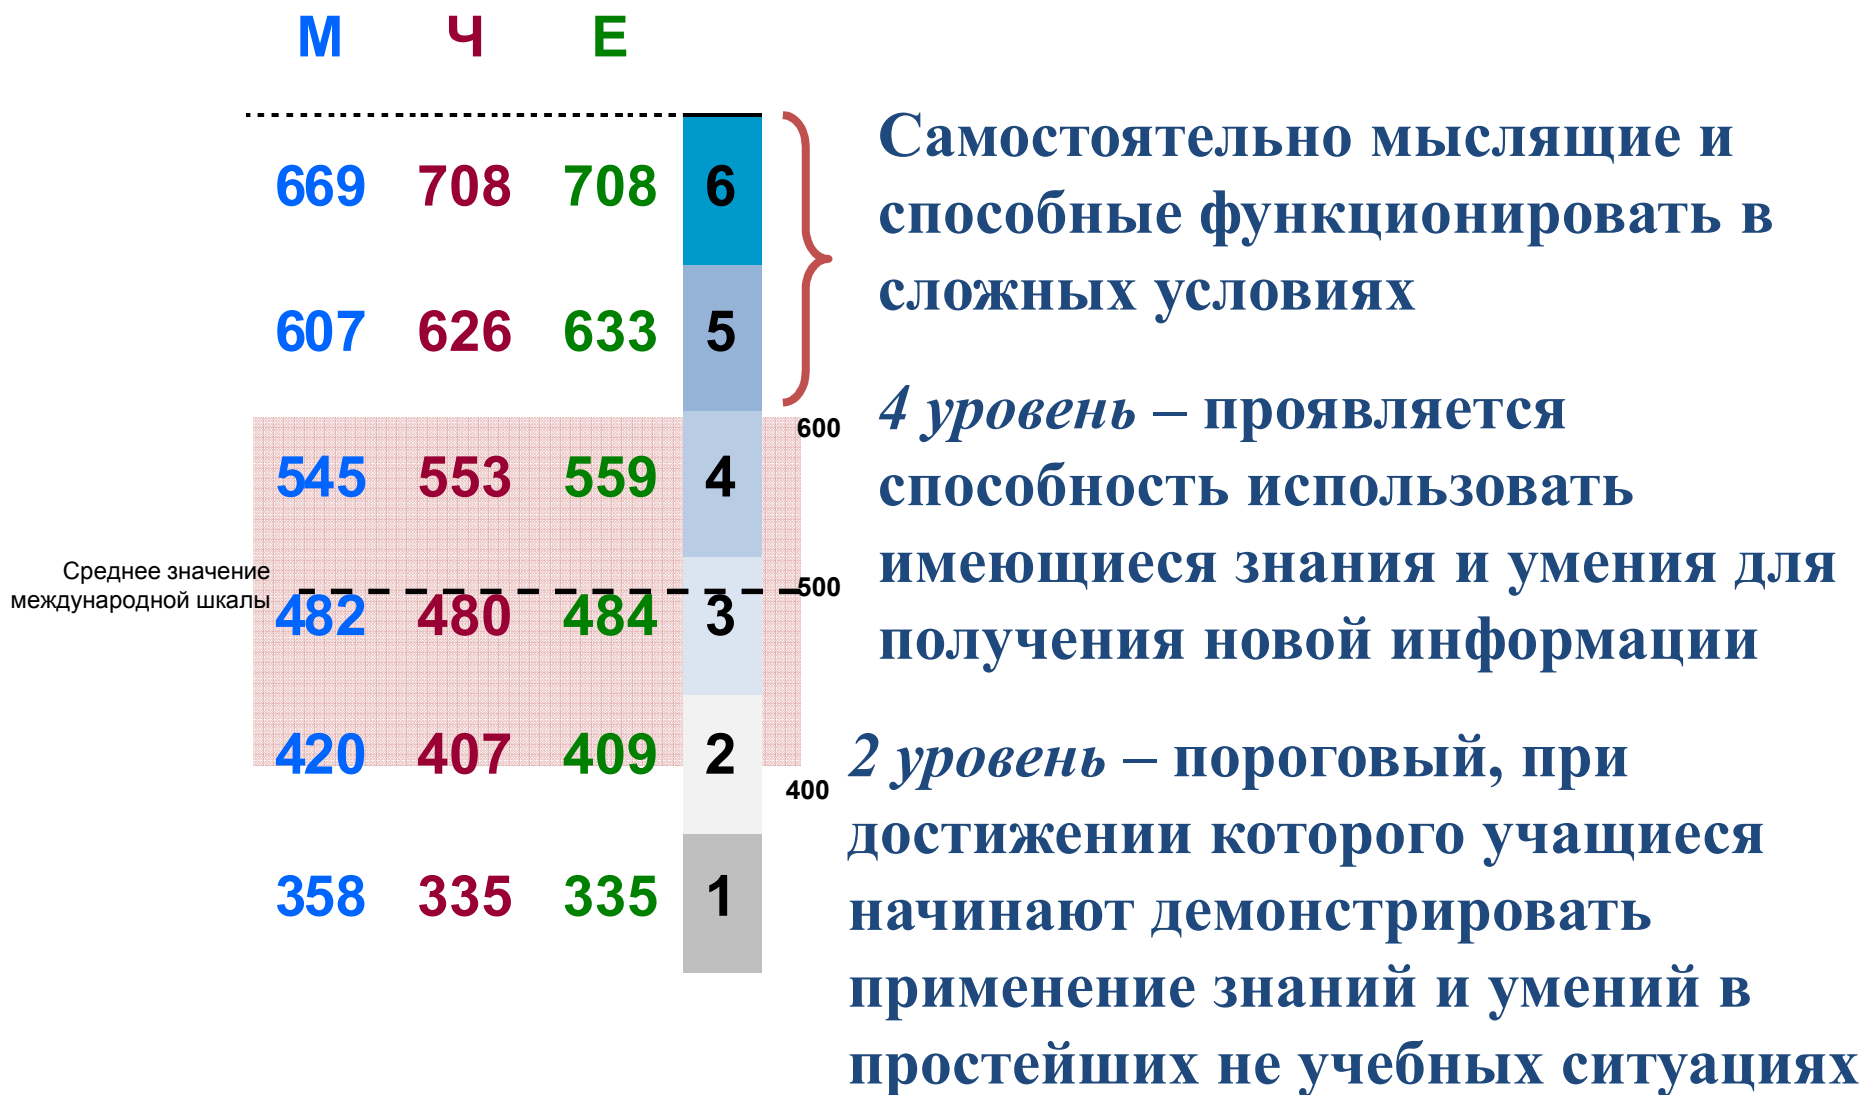 М Ч Е
669 708 708 6
607 626 633 5
600
545 553 559 4
Среднее значение
международной шкалы
500
482 480 484 3
420 407 409 2
400
358 335 335 1
Самостоятельно мыслящие и
способные функционировать в
сложных условиях
4 уровень – проявляется
способность использовать
имеющиеся знания и умения для
получения новой информации
2 уровень – пороговый, при
достижении которого учащиеся
начинают демонстрировать
применение знаний и умений в
простейших не учебных ситуациях